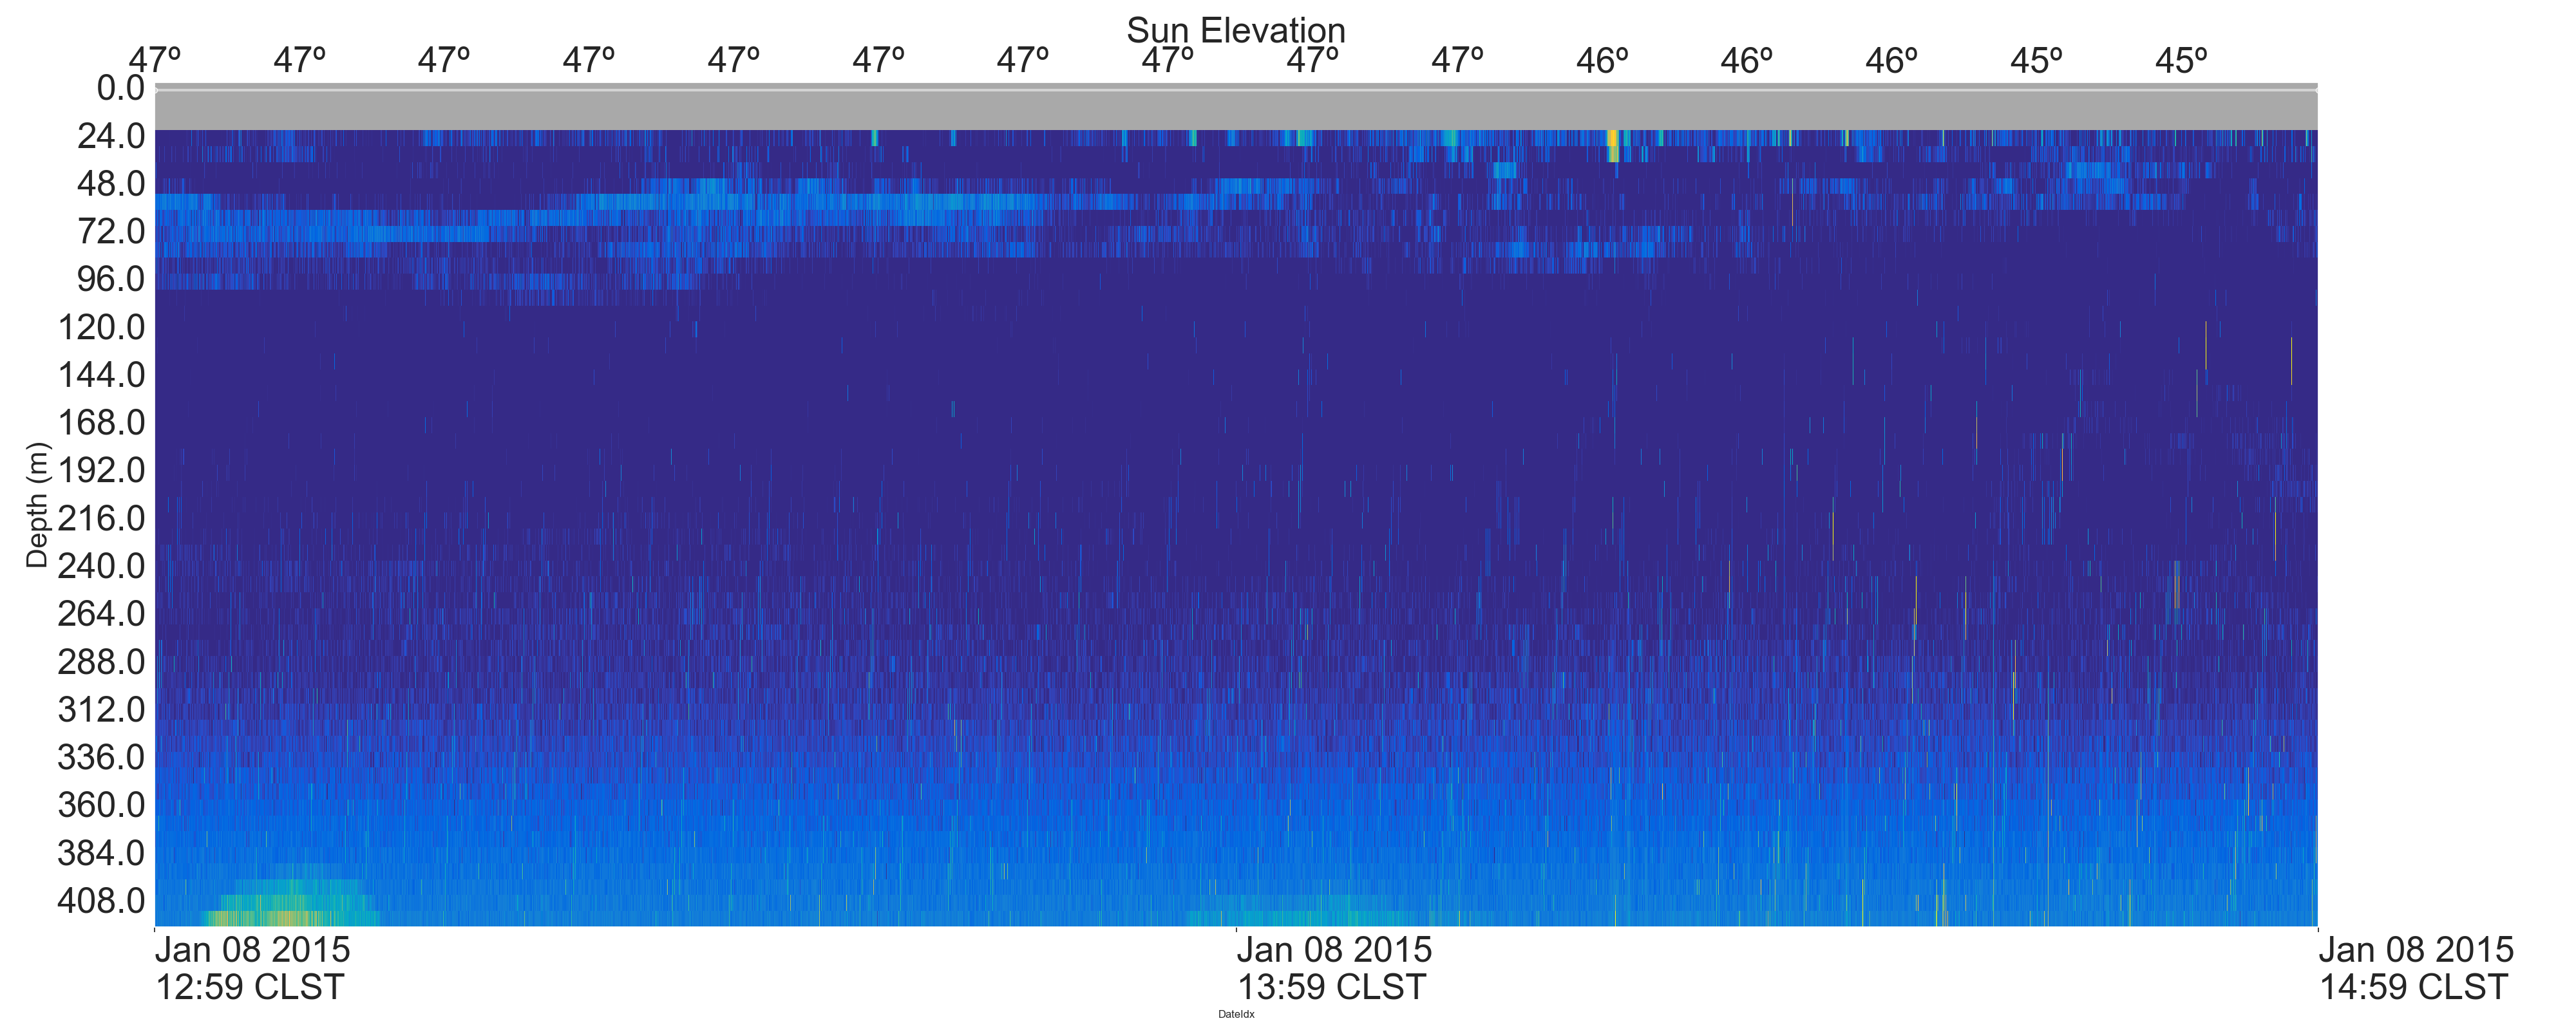 Sun Elevation
47º 47º 47º 47º 47º 47º 47º 47º 47º 47º 46º 46º 46º 45º 45º
0.0
24.0
48.0
72.0
96.0
120.0
144.0
168.0
192.0
216.0
240.0
264.0
288.0
312.0
336.0
360.0
384.0
408.0
Depth (m)
Jan 08 2015
12:59 CLST
Jan 08 2015
13:59 CLST
Jan 08 2015
14:59 CLST
DateIdx